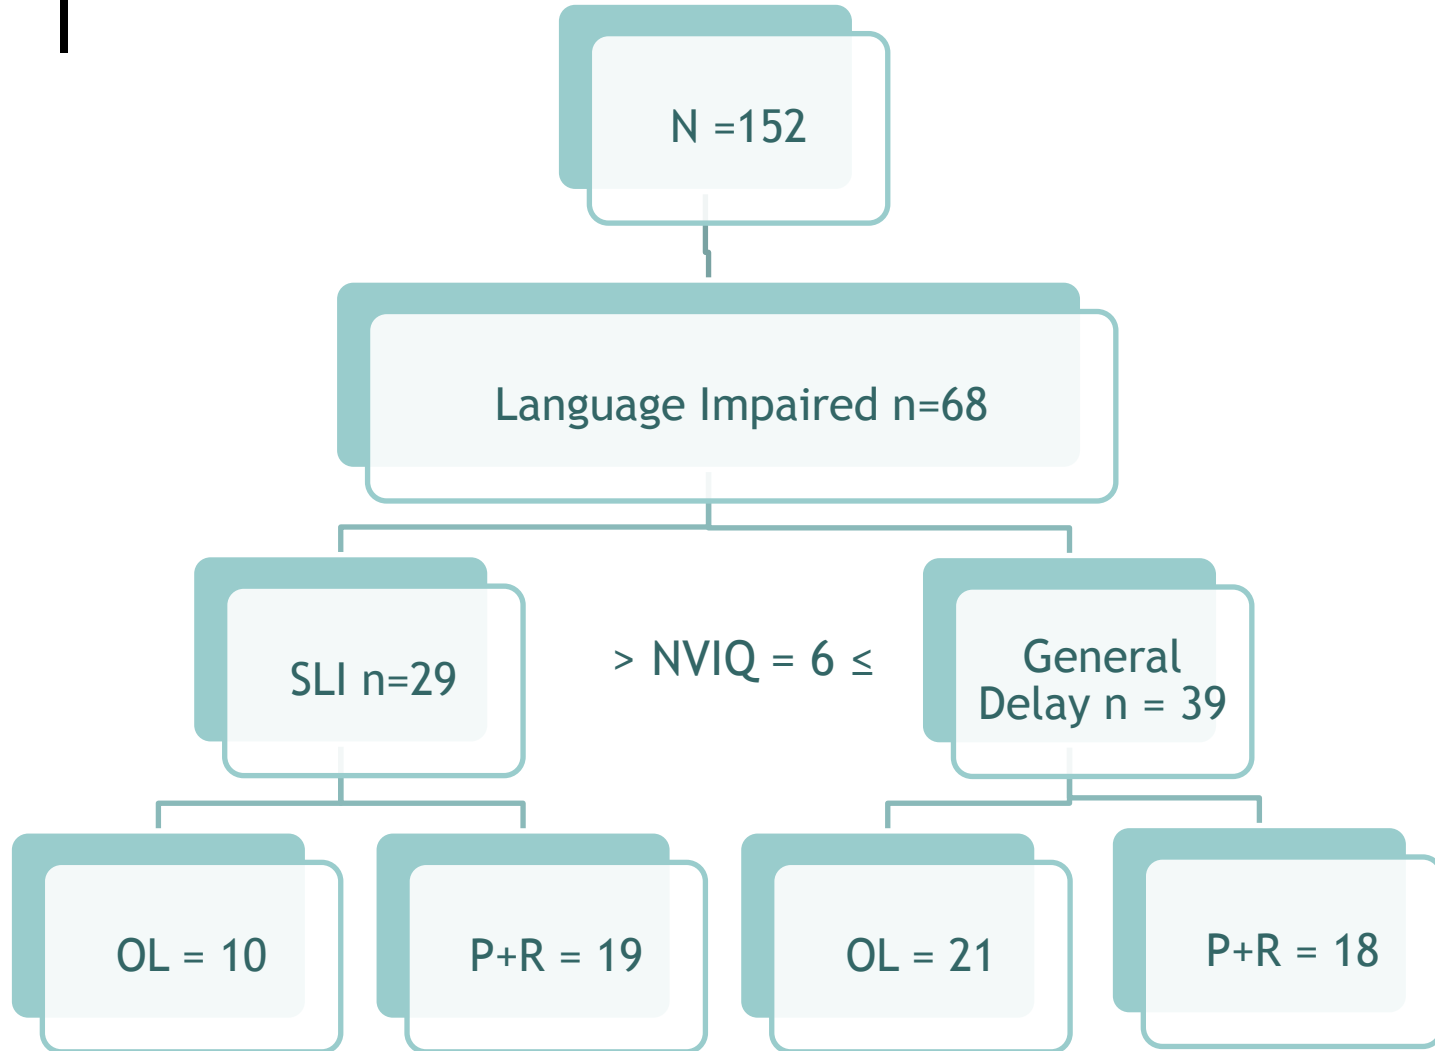 N =152
Language Impaired n=68
SLI n=29
> NVIQ = 6 ≤
General
Delay n = 39
OL = 10
P+R = 19
OL = 21
P+R = 18